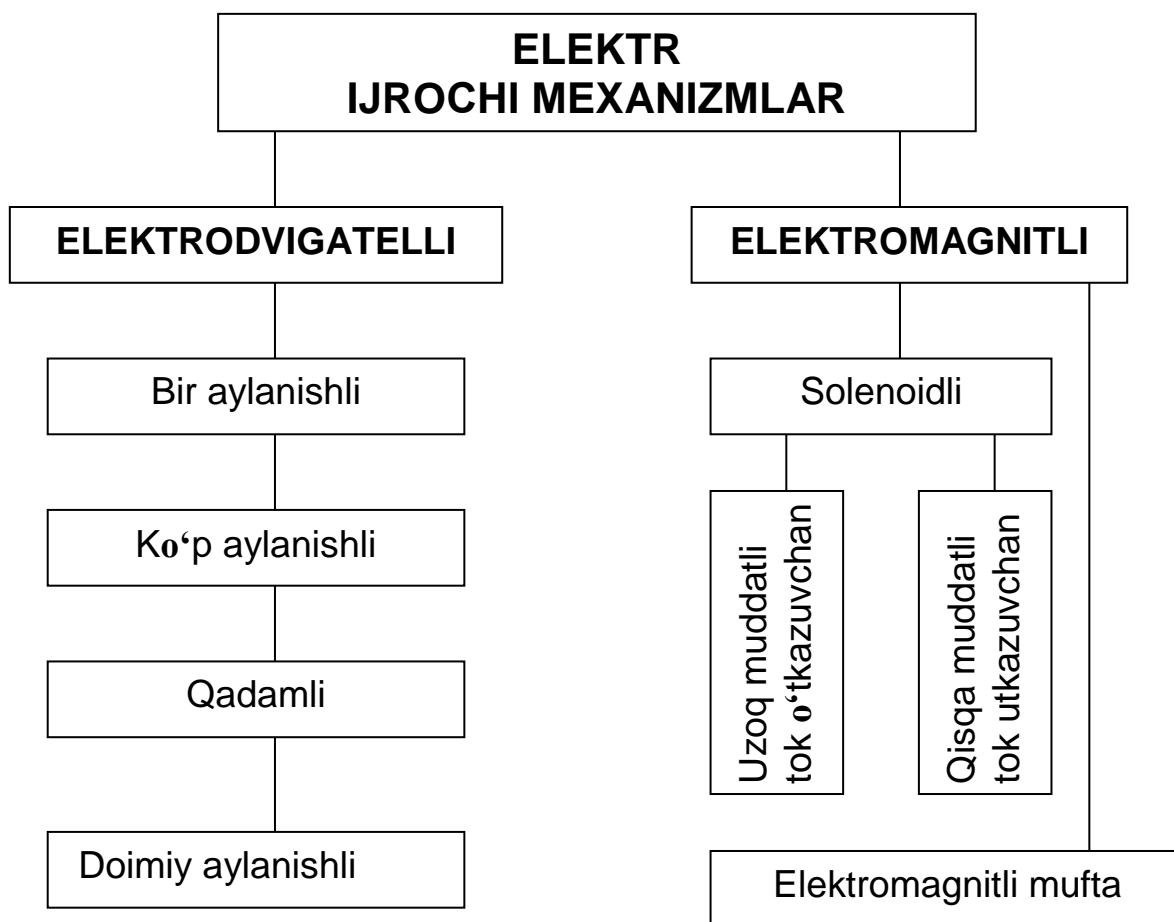 ELEKTR
IJROCHI MEXANIZMLAR
ELEKTRODVIGATELLI
ELEKTROMAGNITLI
Bir aylanishli
Solenoidli
Ko‘p aylanishli
Uzoq muddatli
tok o‘tkazuvchan
Qisqa muddatli
tok utkazuvchan
Qadamli
Doimiy aylanishli
Elektromagnitli mufta